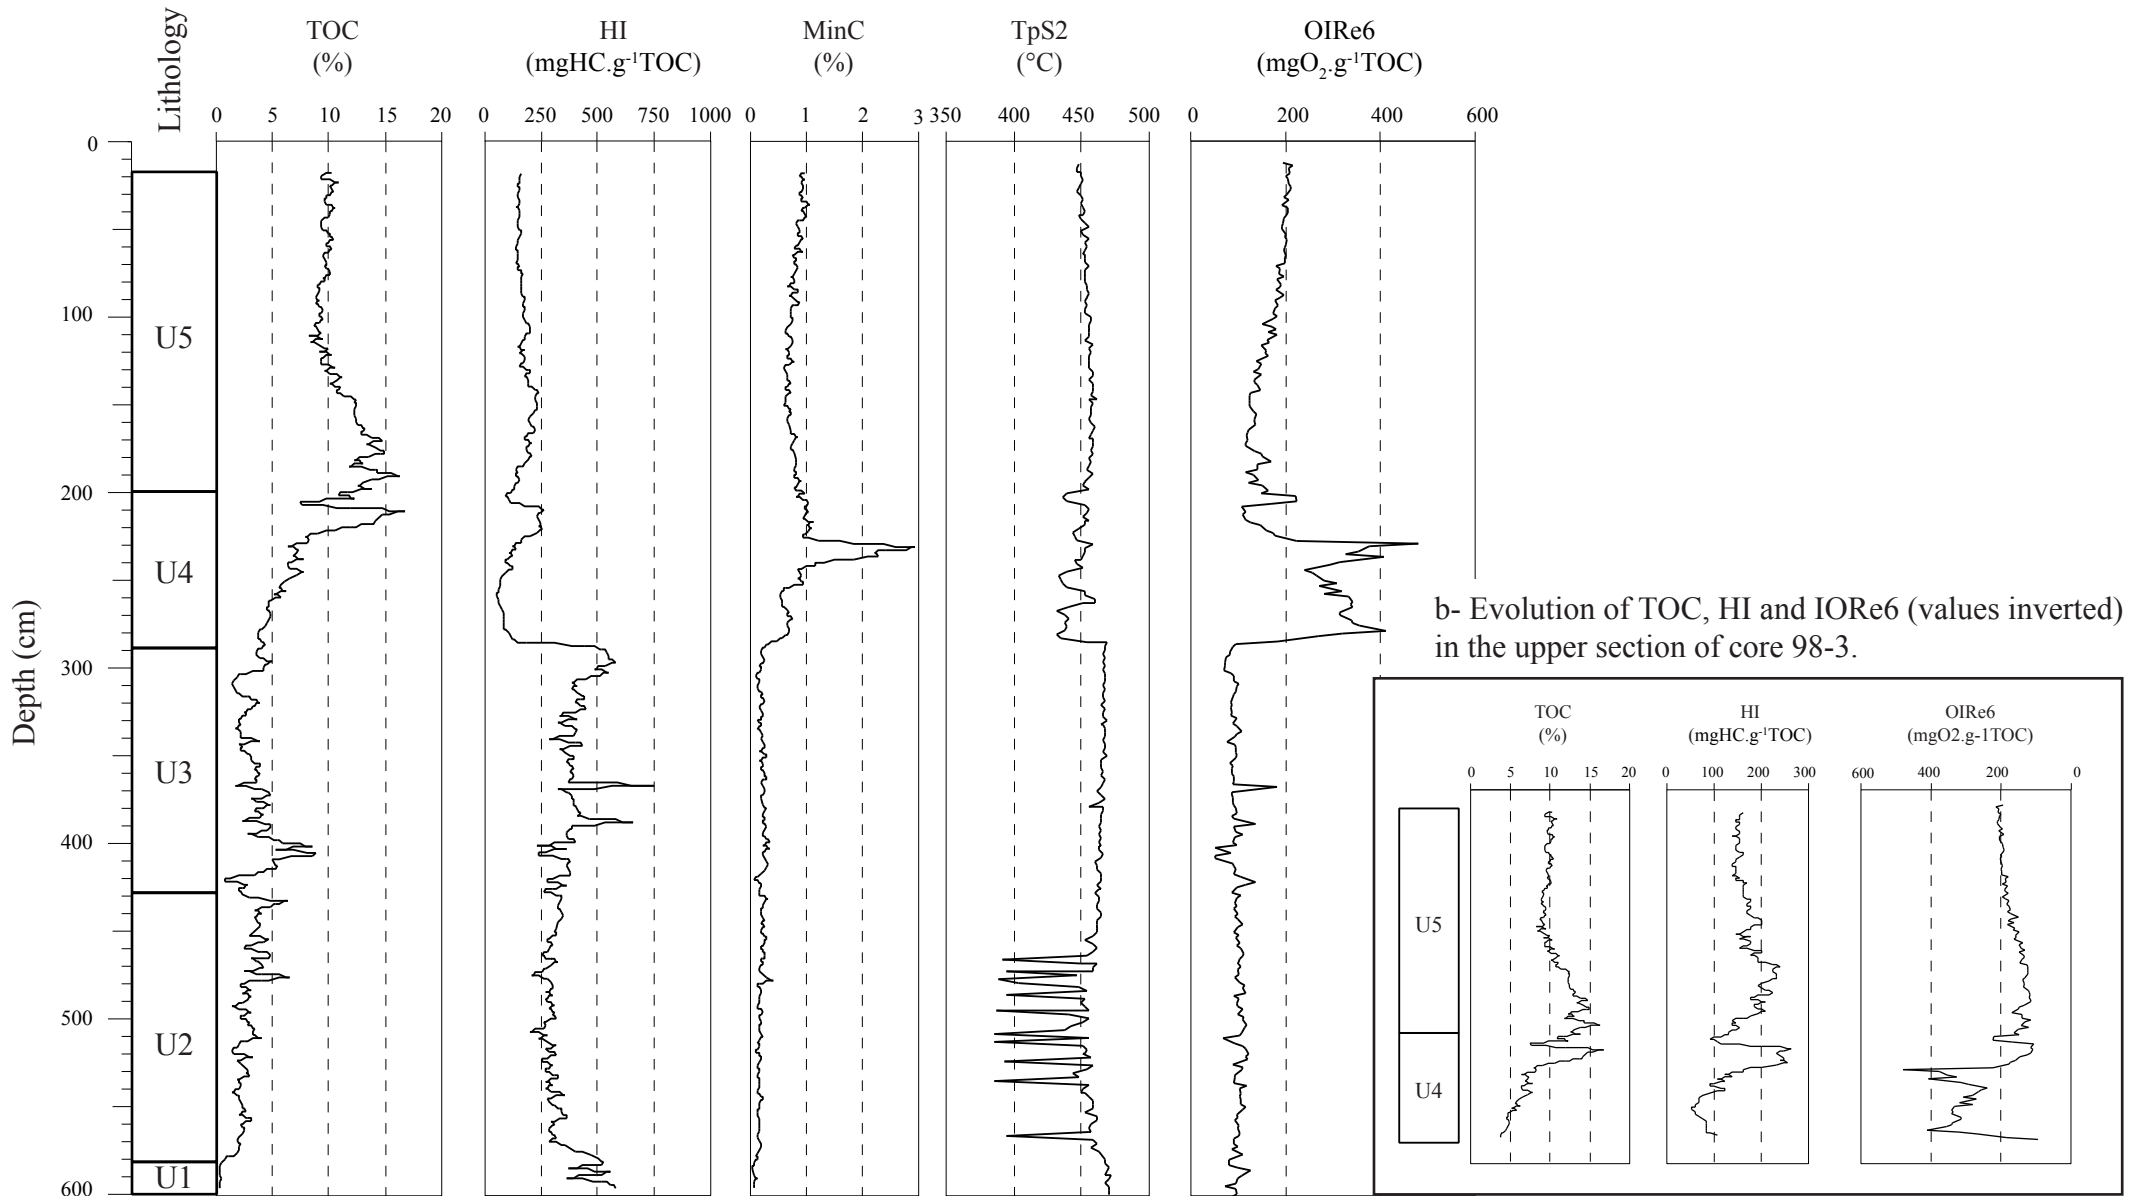 Lithology
TOC
(%)
HI
(mgHC.g-1TOC)
MinC
(%)
TpS2
(°C)
OIRe6
(mgO2.g-1TOC)
0 5 10 15 20
0 250 500 750 1000
0 1 2 3
350 400 450 500
0 200 400 600
Depth (cm)
0
100
200
300
400
500
600
U5
U4
U3
U2
U1
b- Evolution of TOC, HI and IORe6 (values inverted)
in the upper section of core 98-3.
TOC
(%)
HI
(mgHC.g-1TOC)
OIRe6
(mgO2.g-1TOC)
0 5 10 15 20
0 100 200 300
600 400 200 0
U5
U4